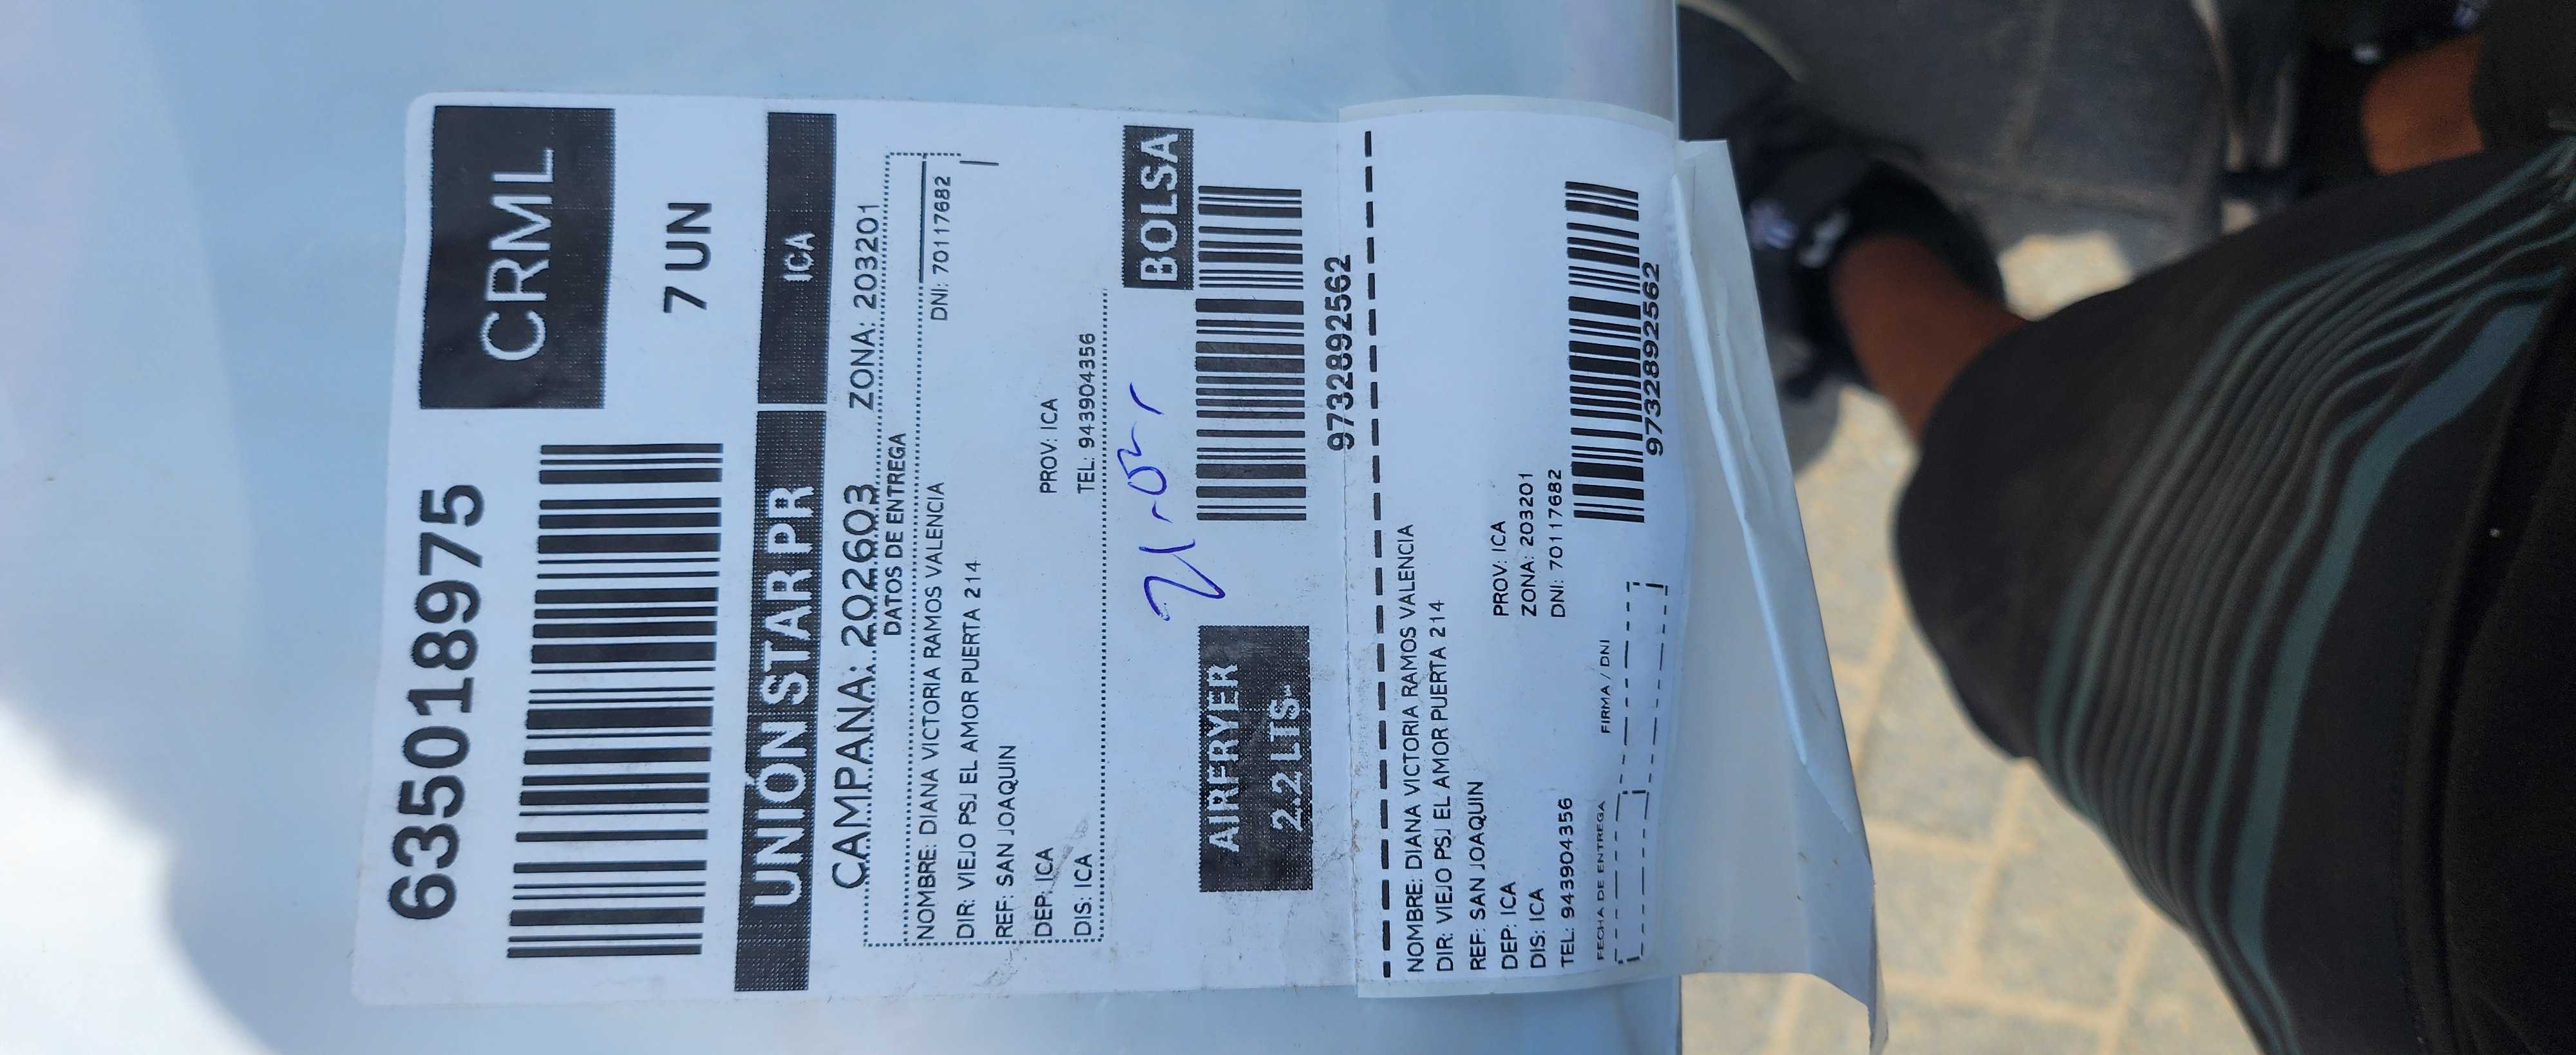 635018975
CRML
7 UN
UNIÓN STAR PR
ICA
CAMPAÑA: 202603 ZONA: 203201
DATOS DE ENTREGA
NOMBRE: DIANA VICTORIA RAMOS VALENCIA DNI: 70117682
DIR: VIEJO PSJ EL AMOR PUERTA 214
REF: SAN JOAQUIN
DEP: ICA PROV: ICA
DIS: ICA TEL: 943904356
BOLSA
AIRFRYER
2.2 LTS
9732892562
NOMBRE: DIANA VICTORIA RAMOS VALENCIA
DIR: VIEJO PSJ EL AMOR PUERTA 214
REF: SAN JOAQUIN
DEP: ICA PROV: ICA
DIS: ICA ZONA: 203201
TEL: 943904356 DNI: 70117682
FECHA DE ENTREGA FIRMA / DNI
9732892562